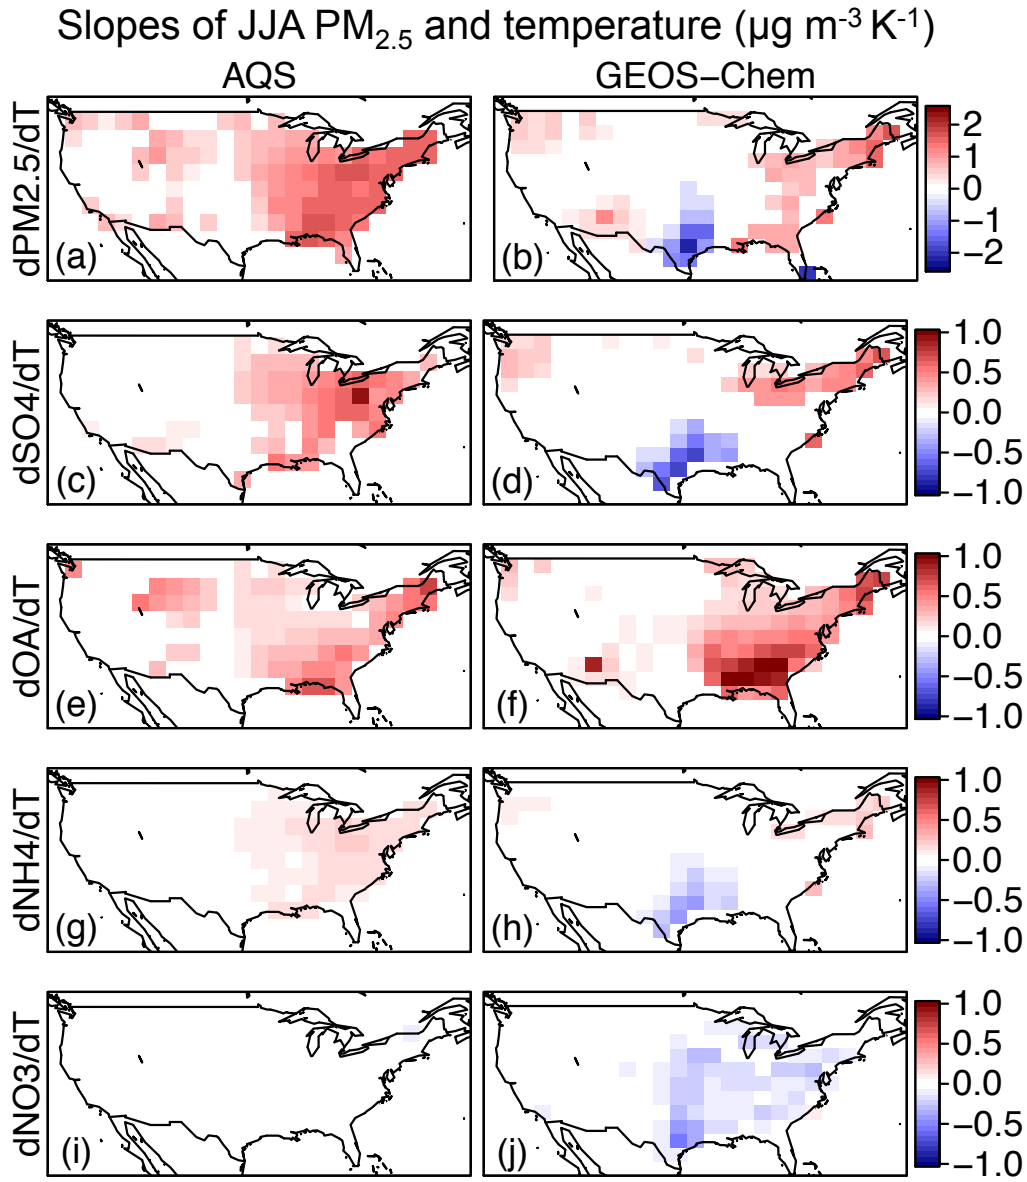 Slopes of JJA PM2.5 and temperature (µg m-3 K-1)
AQS GEOS−Chem
dPM2.5/dT (a) (b) 2 1 0 −1 −2
dSO4/dT (c) (d) 1.0 0.5 0.0 −0.5 −1.0
dOA/dT (e) (f) 1.0 0.5 0.0 −0.5 −1.0
dNH4/dT (g) (h) 1.0 0.5 0.0 −0.5 −1.0
dNO3/dT (i) (j) 1.0 0.5 0.0 −0.5 −1.0